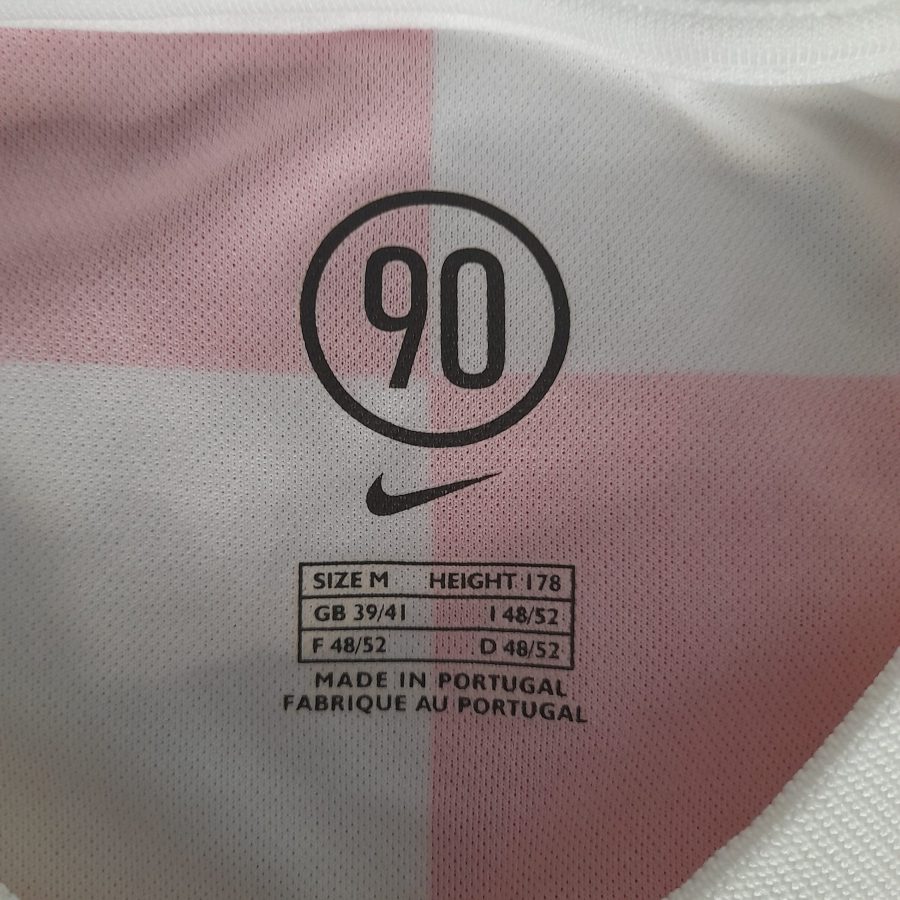 90
SIZE M HEIGHT 178
GB 39/41 I 48/52
F 48/52 D 48/52
MADE IN PORTUGAL
FABRIQUE AU PORTUGAL